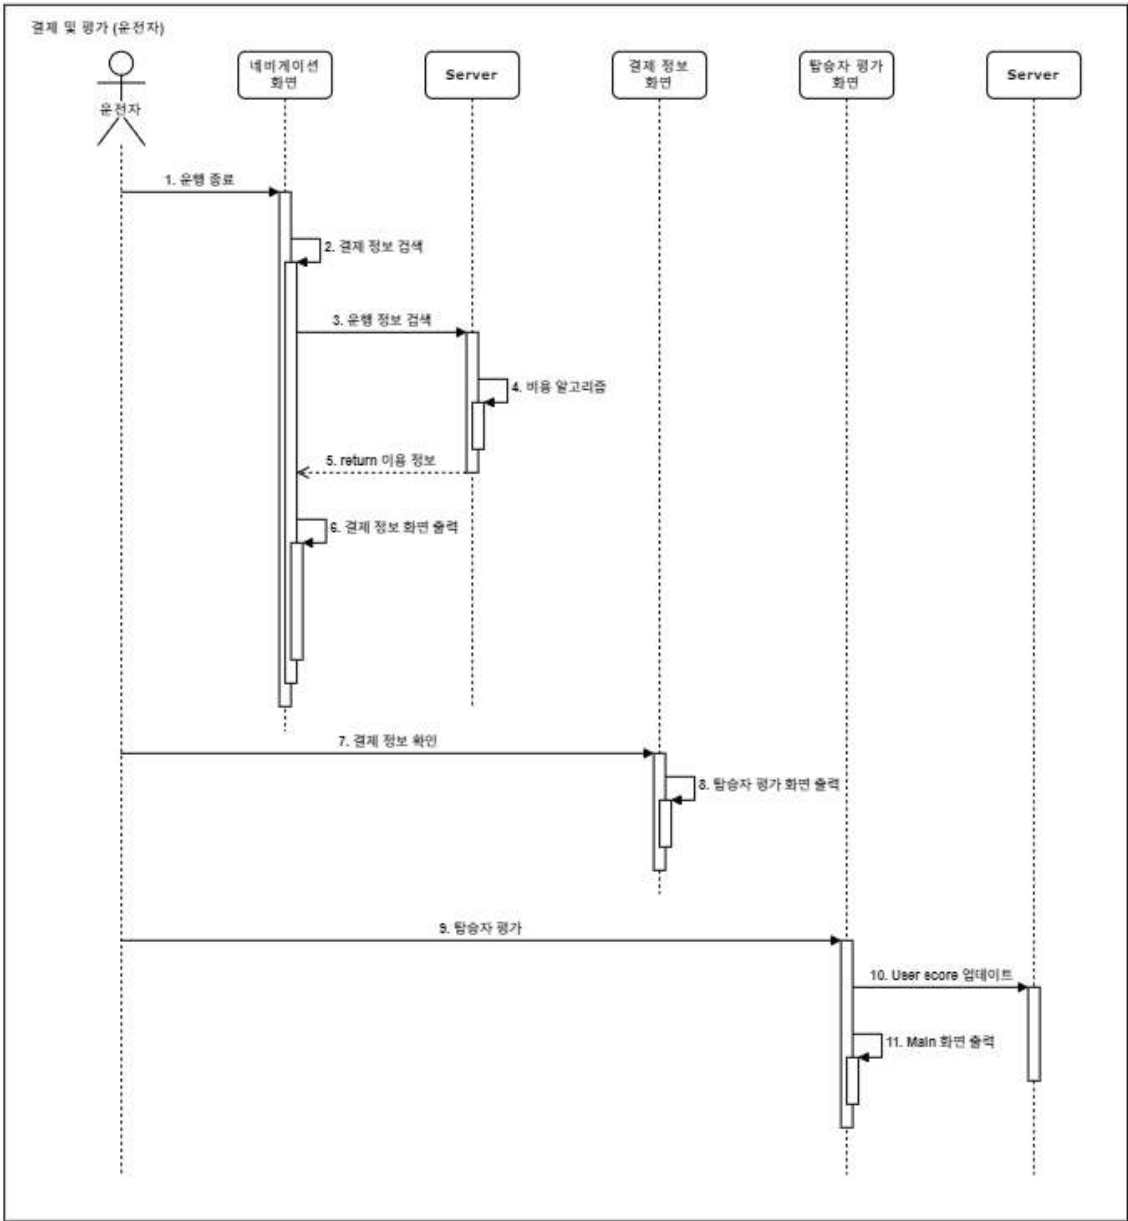 결제 및 평가 (운전자)
운전자
네비게이션
화면
Server
결제 정보
화면
탑승자 평가
화면
Server
1. 운행 종료
2. 결제 정보 검색
3. 운행 정보 검색
4. 비용 알고리즘
5. return 이용 정보
6. 결제 정보 화면 출력
7. 결제 정보 확인
8. 탑승자 평가 화면 출력
9. 탑승자 평가
10. User score 업데이트
11. Main 화면 출력